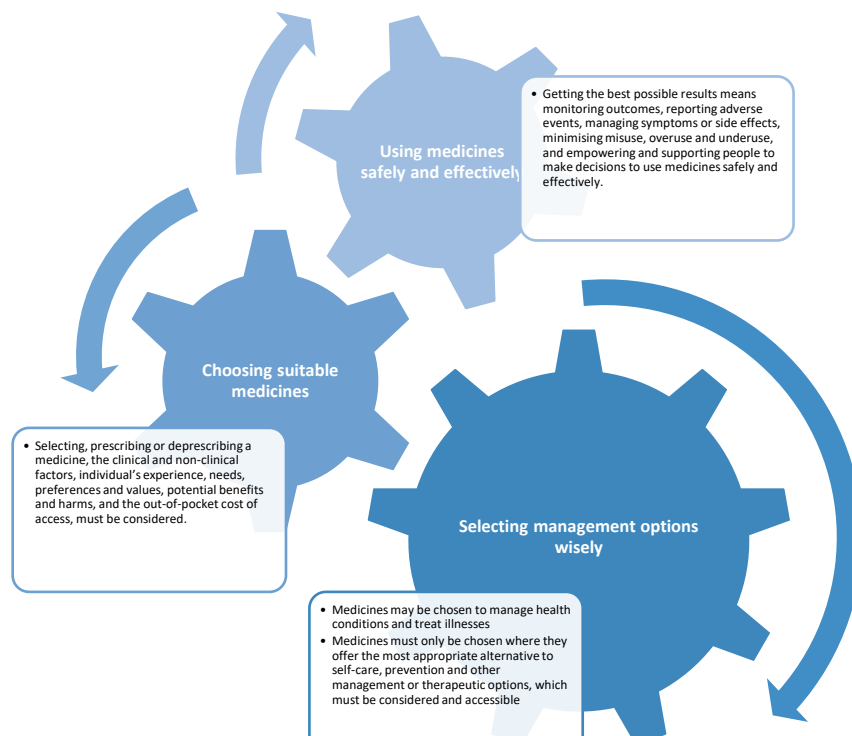 Using medicines
safely and effectively
• Getting the best possible results means
monitoring outcomes, reporting adverse
events, managing symptoms or side effects,
minimising misuse, overuse and underuse,
and empowering and supporting people to
make decisions to use medicines safely and
effectively.
Choosing suitable
medicines
• Selecting, prescribing or deprescribing a
medicine, the clinical and non-clinical
factors, individual's experience, needs,
preferences and values, potential benefits
and harms, and the out-of-pocket cost of
access, must be considered.
Selecting management options
wisely
• Medicines may be chosen to manage health
conditions and treat illnesses
• Medicines must only be chosen where they
offer the most appropriate alternative to
self-care, prevention and other
management or therapeutic options, which
must be considered and accessible